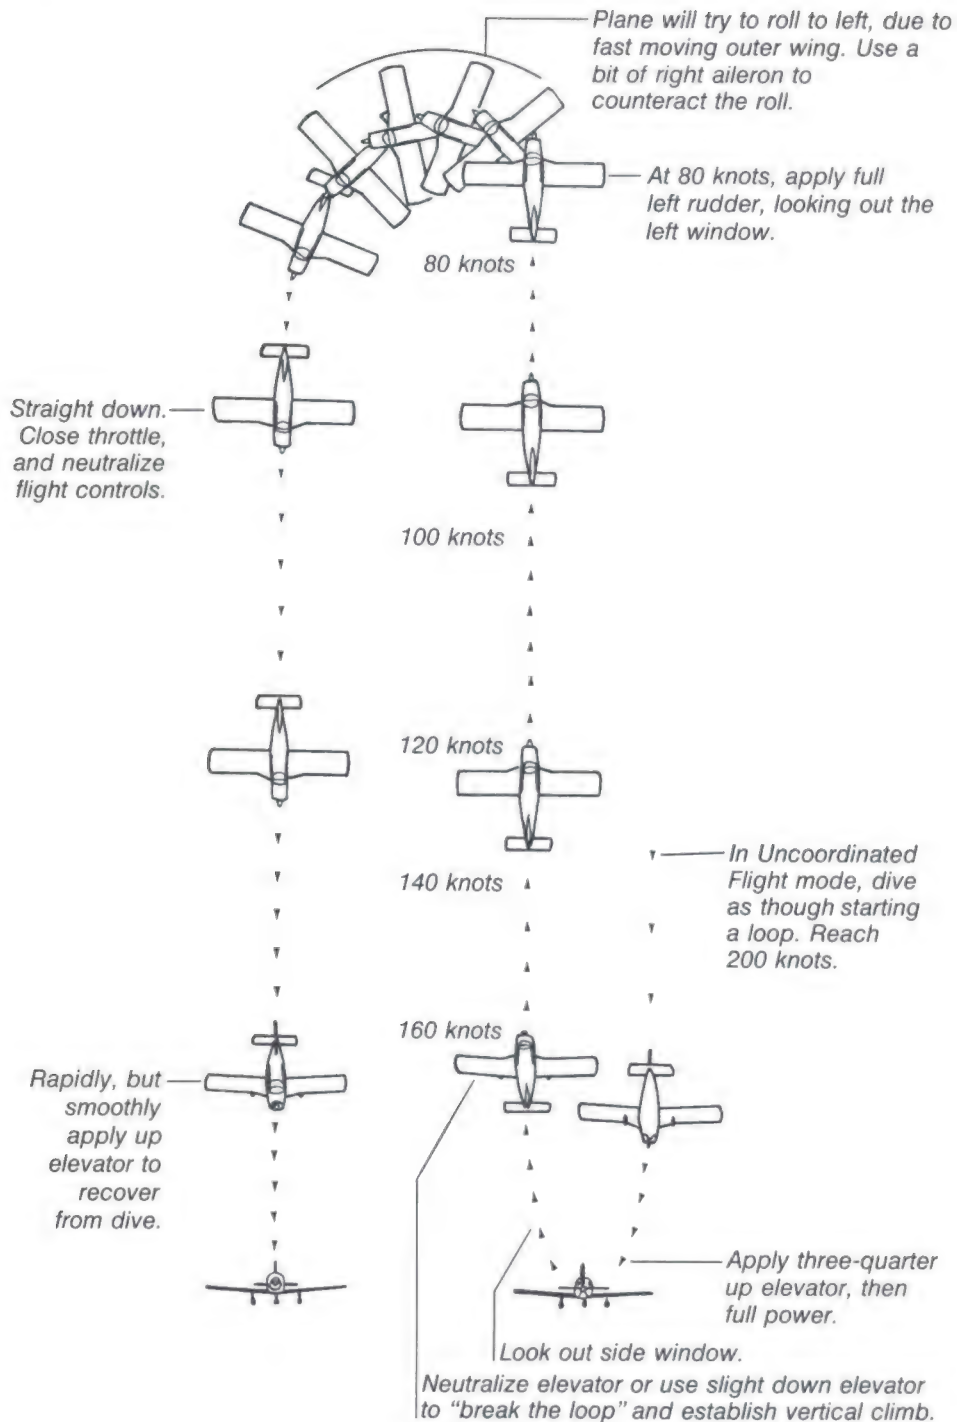 Plane will try to roll to left, due to
fast moving outer wing. Use a
bit of right aileron to
counteract the roll.
At 80 knots, apply full
left rudder, looking out the
left window.
80 knots
Straight down.
Close throttle,
and neutralize
flight controls.
100 knots
120 knots
In Uncoordinated
Flight mode, dive
as though starting
a loop. Reach
200 knots.
140 knots
160 knots
Rapidly, but
smoothly
apply up
elevator to
recover
from dive.
Apply three-quarter
up elevator, then
full power.
Look out side window.
Neutralize elevator or use slight down elevator
to "break the loop" and establish vertical climb.